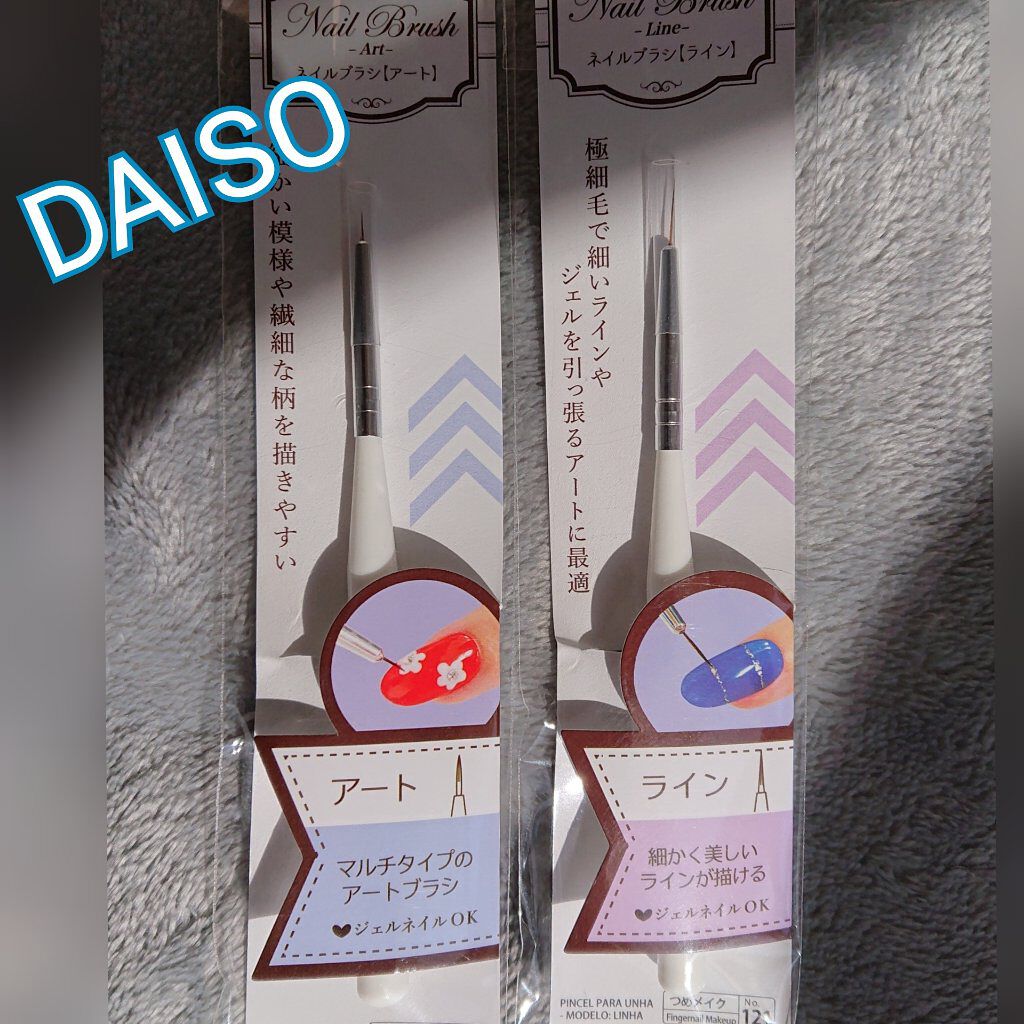 DAISO
Nail Brush
-Art-
ネイルブラシ【アート】
細かい模様や繊細な柄を描きやすい
アート
マルチタイプの
アートブラシ
♥ジェルネイルOK
Nail Brush
-Line-
ネイルブラシ【ライン】
極細毛で細いラインや
ジェルを引っ張るアートに最適
ライン
細かく美しい
ラインが描ける
♥ジェルネイルOK
PINCEL PARA UNHA
- MODELO: LINHA
つめメイク
Fingernail Makeup
No.